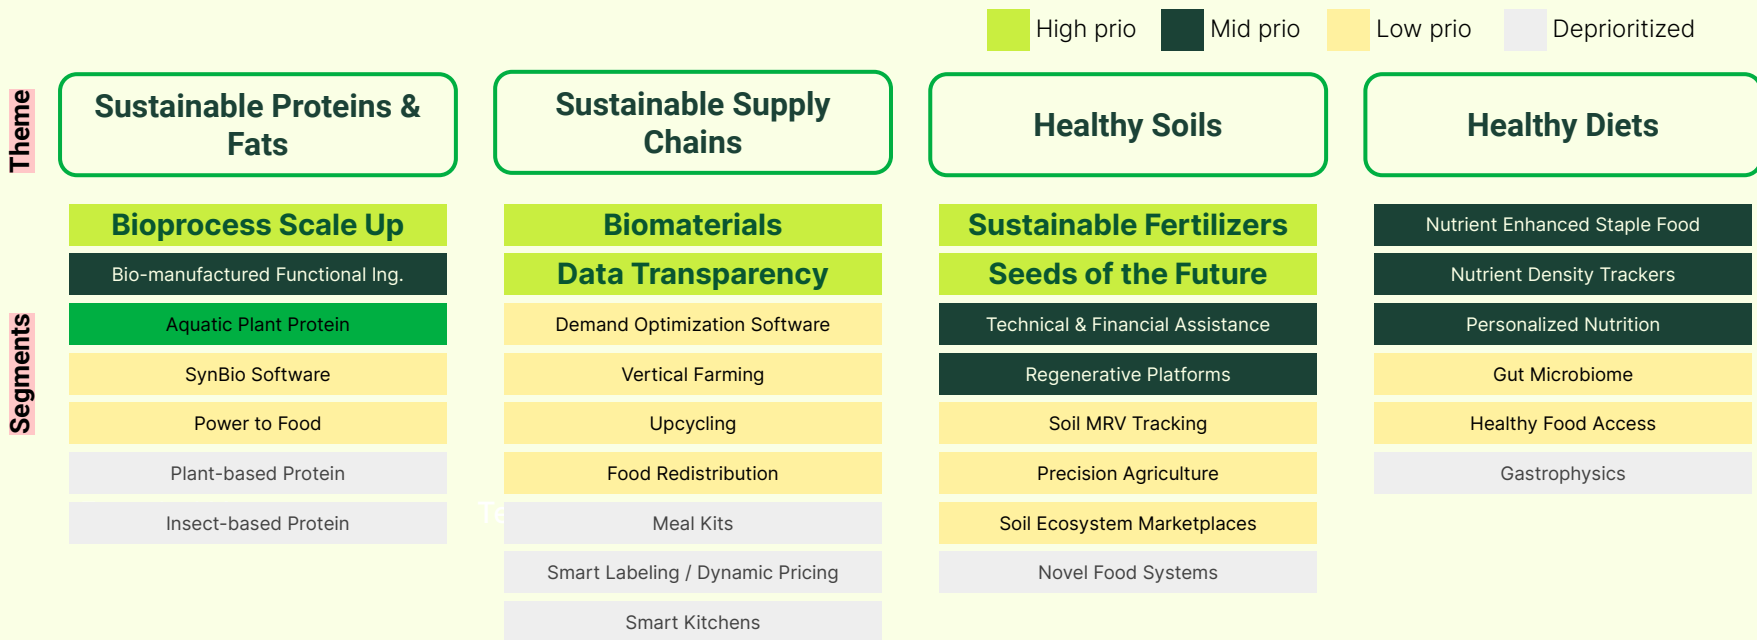 High prio
Mid prio
Low prio
Deprioritized
Theme
Sustainable Proteins &
Fats
Sustainable Supply
Chains
Healthy Soils
Healthy Diets
Segments
Bioprocess Scale Up
Bio-manufactured Functional Ing.
Aquatic Plant Protein
SynBio Software
Power to Food
Plant-based Protein
Insect-based Protein
Biomaterials
Data Transparency
Demand Optimization Software
Vertical Farming
Upcycling
Food Redistribution
Meal Kits
Smart Labeling / Dynamic Pricing
Smart Kitchens
Sustainable Fertilizers
Seeds of the Future
Technical & Financial Assistance
Regenerative Platforms
Soil MRV Tracking
Precision Agriculture
Soil Ecosystem Marketplaces
Novel Food Systems
Nutrient Enhanced Staple Food
Nutrient Density Trackers
Personalized Nutrition
Gut Microbiome
Healthy Food Access
Gastrophysics